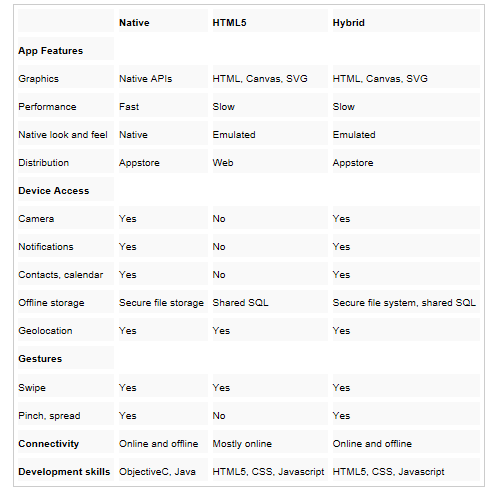 Native HTML5 Hybrid
App Features
Graphics Native APIs HTML, Canvas, SVG HTML, Canvas, SVG
Performance Fast Slow Slow
Native look and feel Native Emulated Emulated
Distribution Appstore Web Appstore
Device Access
Camera Yes No Yes
Notifications Yes No Yes
Contacts, calendar Yes No Yes
Offline storage Secure file storage Shared SQL Secure file system, shared SQL
Geolocation Yes Yes Yes
Gestures
Swipe Yes Yes Yes
Pinch, spread Yes No Yes
Connectivity Online and offline Mostly online Online and offline
Development skills ObjectiveC, Java HTML5, CSS, Javascript HTML5, CSS, Javascript